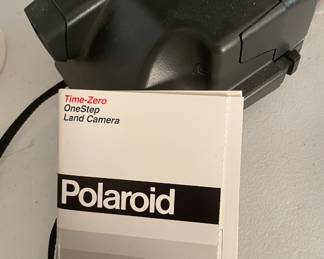 Time-Zero
OneStep
Land Camera
Polaroid